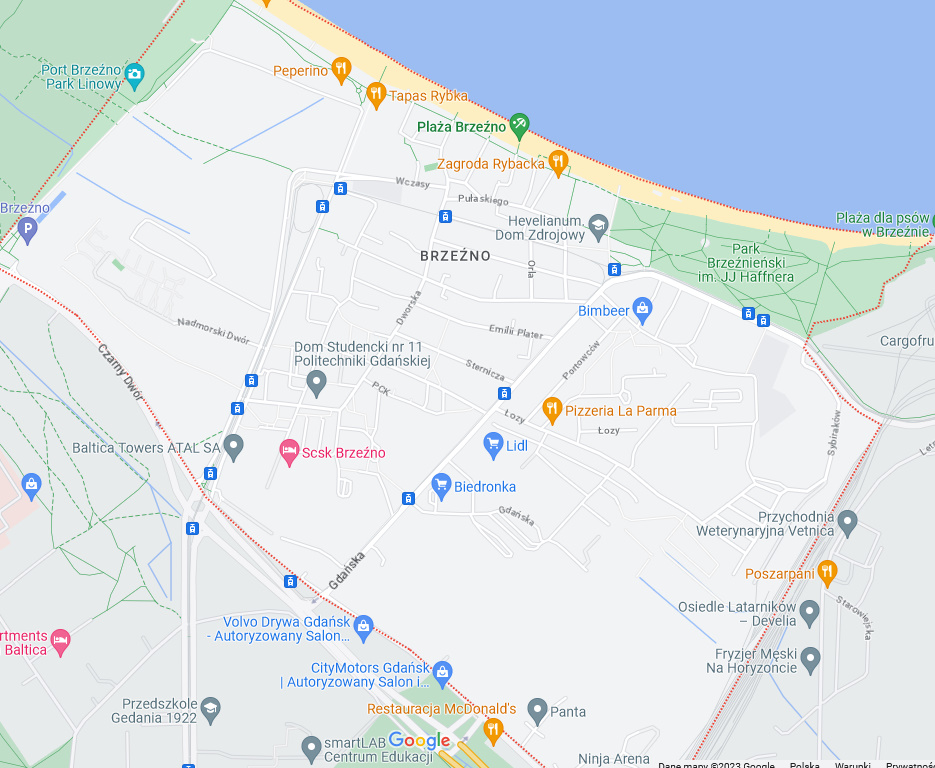 Port Brzeźno
Park Linowy
Peperino
Tapas Rybka
Plaża Brzeźno
Zagroda Rybacka
Wczasy
Pułaskiego
Brzeźno
P
Hevelianum.
Dom Zdrojowy
Plaża dla psów
w Brzeźnie
BRZEŹNO
Orla
Park
Brzeźnieński
im. JJ Haffnera
Dworska
Bimbeer
Nadmorski Dwór
Emilii Plater
Cargofru
Czarny Dwór
Dom Studencki nr 11
Politechniki Gdańskiej
Portowców
Sternicza
PCK
Łozy
Pizzeria La Parma
Łozy
Sybiraków
Baltica Towers ATAL SA
Scsk Brzeźno
Lidl
Letn
Biedronka
Gdańska
Przychodnia
Weterynaryjna Vetnica
Gdańska
Poszarpani
Starowiejska
Osiedle Latarników
– Develia
Volvo Drywa Gdańsk
- Autoryzowany Salon...
rtments
Baltica
Fryzjer Męski
Na Horyzoncie
CityMotors Gdańsk
| Autoryzowany Salon i...
Przedszkole
Gedania 1922
Restauracja McDonald's
Panta
smartLAB
Centrum Edukacji
Google
Ninja Arena
Dane mapy ©2023 Google Polska Warunki Prywatnoś